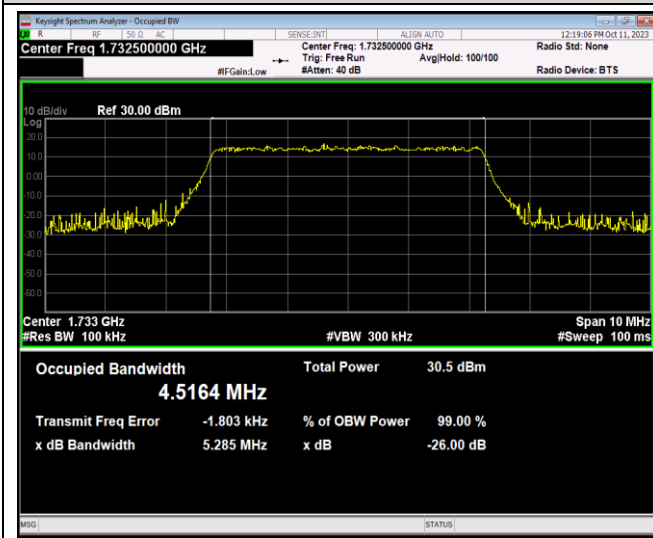 Keysight Spectrum Analyzer - Occupied BW
R RF 50 Ω AC SENSE:INT ALIGN AUTO 12:19:06 PM Oct 11, 2023
Center Freq 1.732500000 GHz
Center Freq: 1.732500000 GHz
Radio Std: None
Trig: Free Run Avg|Hold: 100/100
#IFGain:Low #Atten: 40 dB Radio Device: BTS
10 dB/div Ref 30.00 dBm
Log
20.0
10.0
0.00
-10.0
-20.0
-30.0
-40.0
-50.0
-60.0
Center 1.733 GHz Span 10 MHz
#Res BW 100 kHz #VBW 300 kHz #Sweep 100 ms
Occupied Bandwidth Total Power 30.5 dBm
4.5164 MHz
Transmit Freq Error -1.803 kHz % of OBW Power 99.00 %
x dB Bandwidth 5.285 MHz x dB -26.00 dB
MSG STATUS